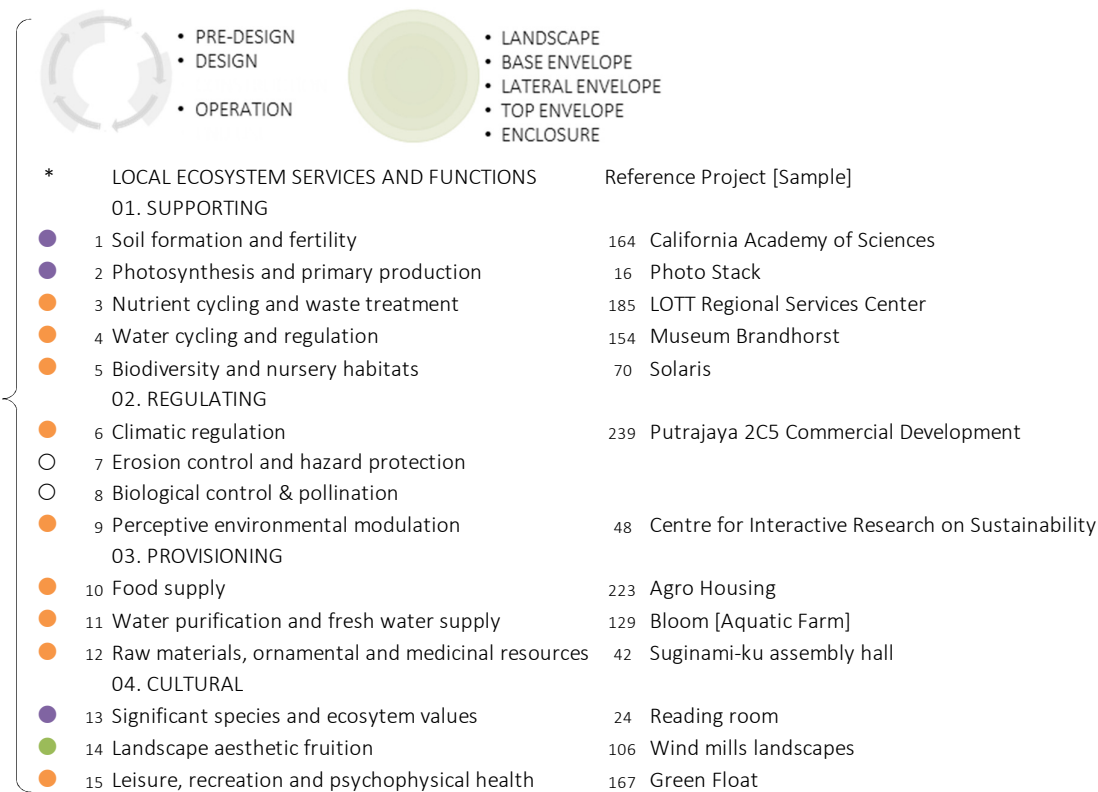 • PRE-DESIGN
• DESIGN
• OPERATION
• LANDSCAPE
• BASE ENVELOPE
• LATERAL ENVELOPE
• TOP ENVELOPE
• ENCLOSURE
* LOCAL ECOSYSTEM SERVICES AND FUNCTIONS Reference Project [Sample]
01. SUPPORTING
1 Soil formation and fertility 164 California Academy of Sciences
2 Photosynthesis and primary production 16 Photo Stack
3 Nutrient cycling and waste treatment 185 LOTT Regional Services Center
4 Water cycling and regulation 154 Museum Brandhorst
5 Biodiversity and nursery habitats 70 Solaris
02. REGULATING
6 Climatic regulation 239 Putrajaya 2C5 Commercial Development
7 Erosion control and hazard protection
8 Biological control & pollination
9 Perceptive environmental modulation 48 Centre for Interactive Research on Sustainability
03. PROVISIONING
10 Food supply 223 Agro Housing
11 Water purification and fresh water supply 129 Bloom [Aquatic Farm]
12 Raw materials, ornamental and medicinal resources 42 Suginami-ku assembly hall
04. CULTURAL
13 Significant species and ecosytem values 24 Reading room
14 Landscape aesthetic fruition 106 Wind mills landscapes
15 Leisure, recreation and psychophysical health 167 Green Float